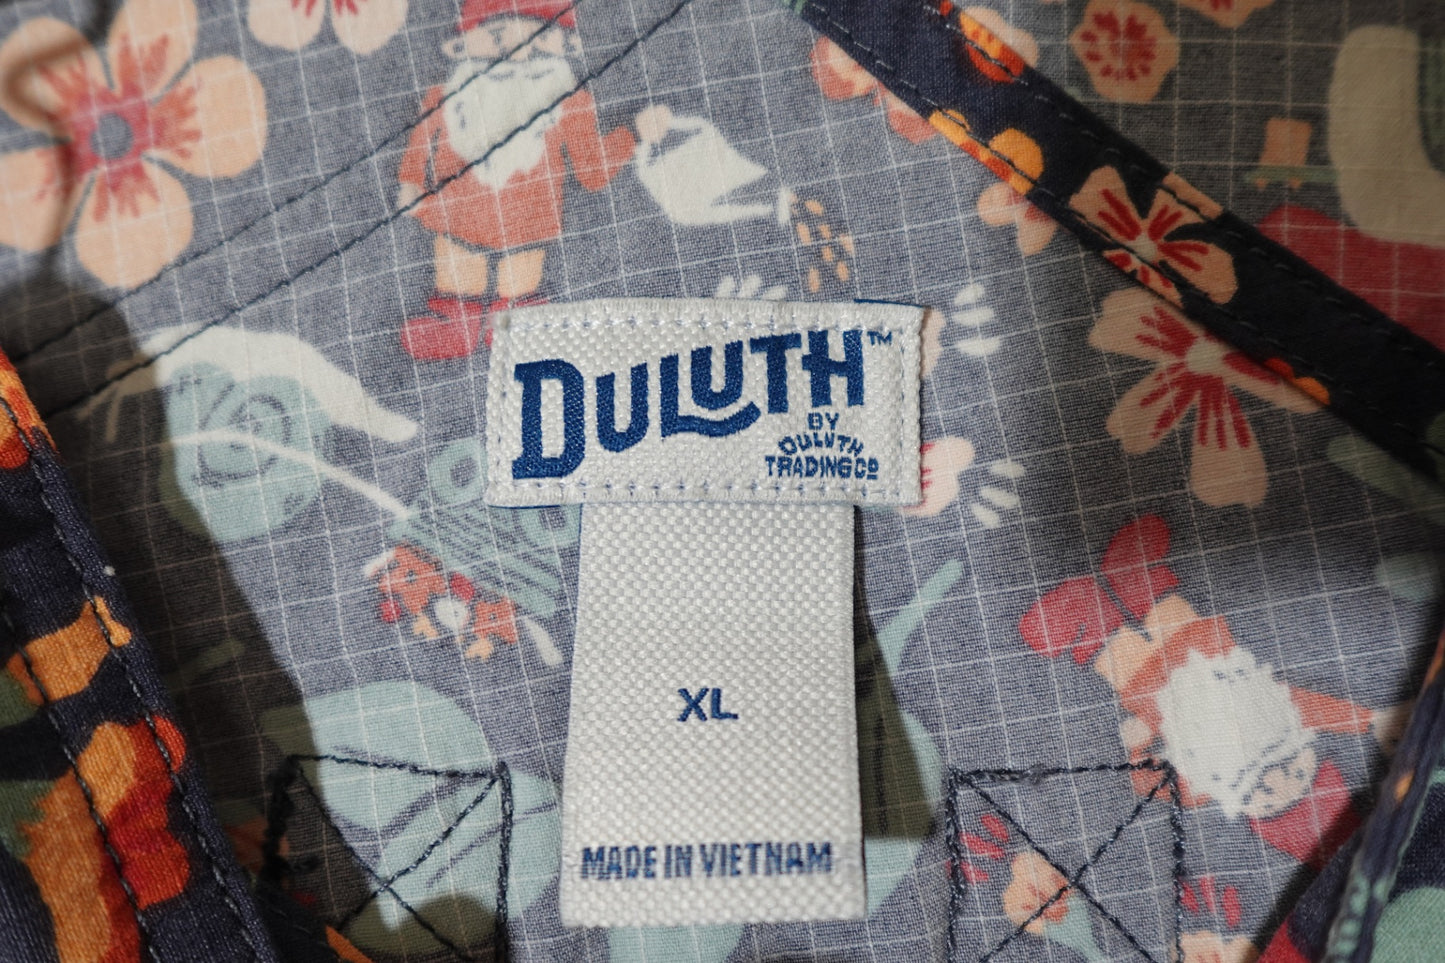 DULUTH™
BY
DULUTH
TRADING CO
XL
MADE IN VIETNAM